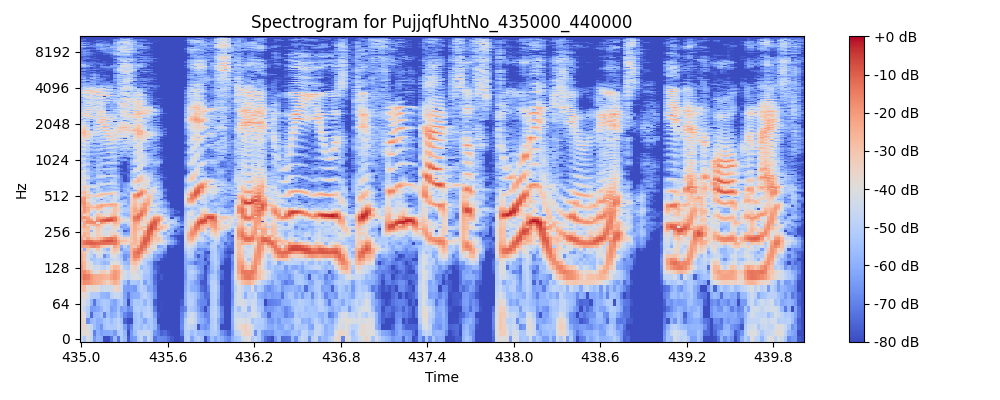 Spectrogram for PujjqfUhtNo_435000_440000
Hz
8192
4096
2048
1024
512
256
128
64
0
435.0 435.6 436.2 436.8 437.4 438.0 438.6 439.2 439.8
Time
+0 dB
-10 dB
-20 dB
-30 dB
-40 dB
-50 dB
-60 dB
-70 dB
-80 dB